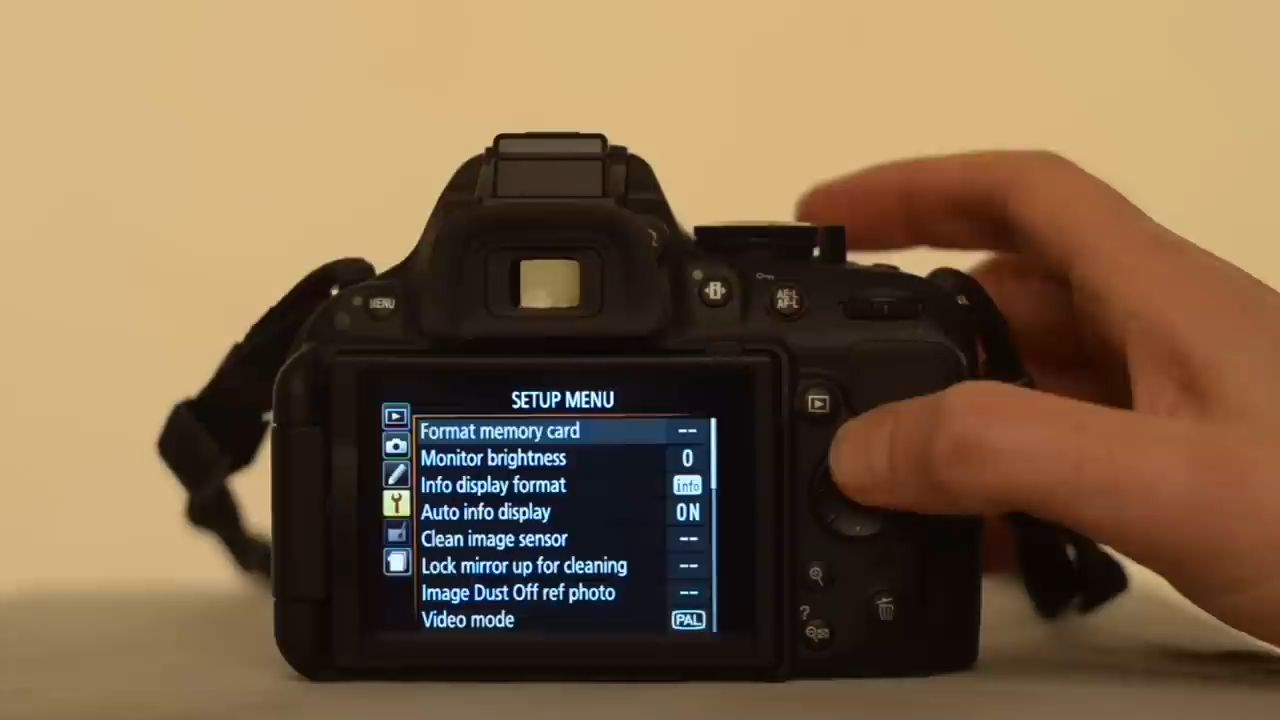 MENU
AE-L
AF-L
SETUP MENU
Format memory card --
Monitor brightness 0
Info display format info
Auto info display ON
Clean image sensor --
Lock mirror up for cleaning --
Image Dust Off ref photo --
Video mode PAL
?